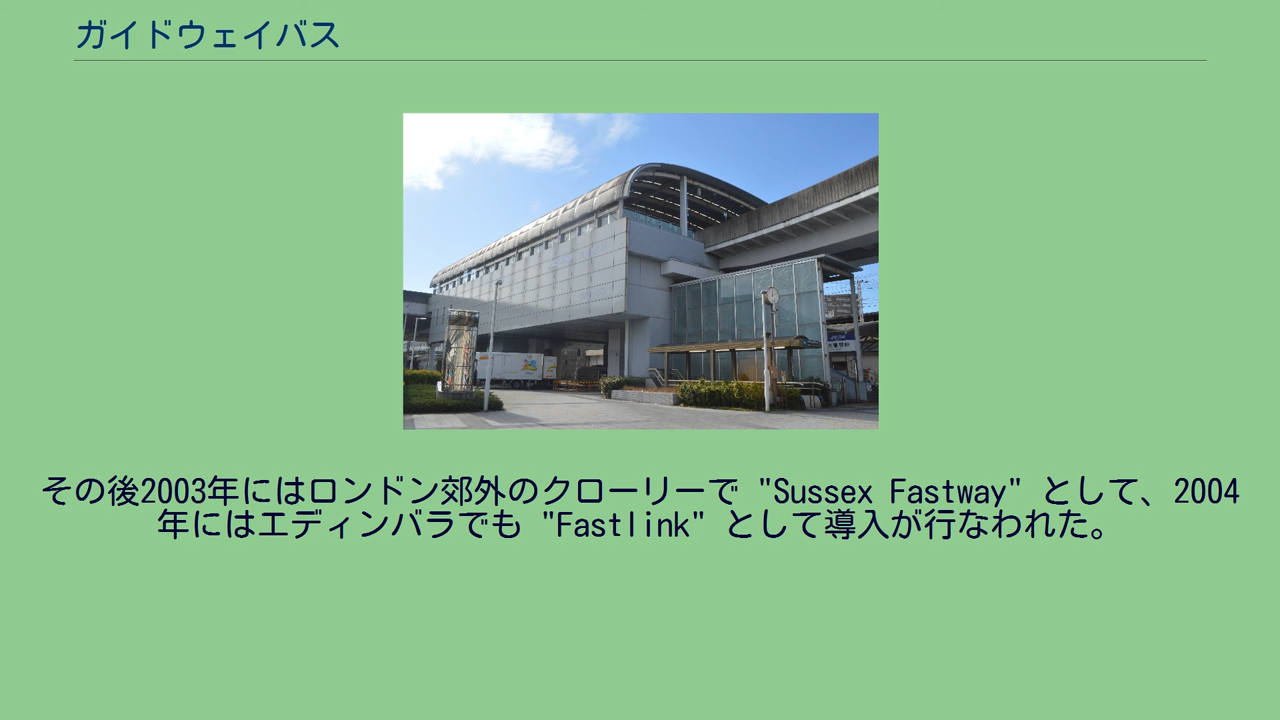 ガイドウェイバス
その後2003年にはロンドン郊外のクローリーで "Sussex Fastway" として、2004
年にはエディンバラでも "Fastlink" として導入が行なわれた。